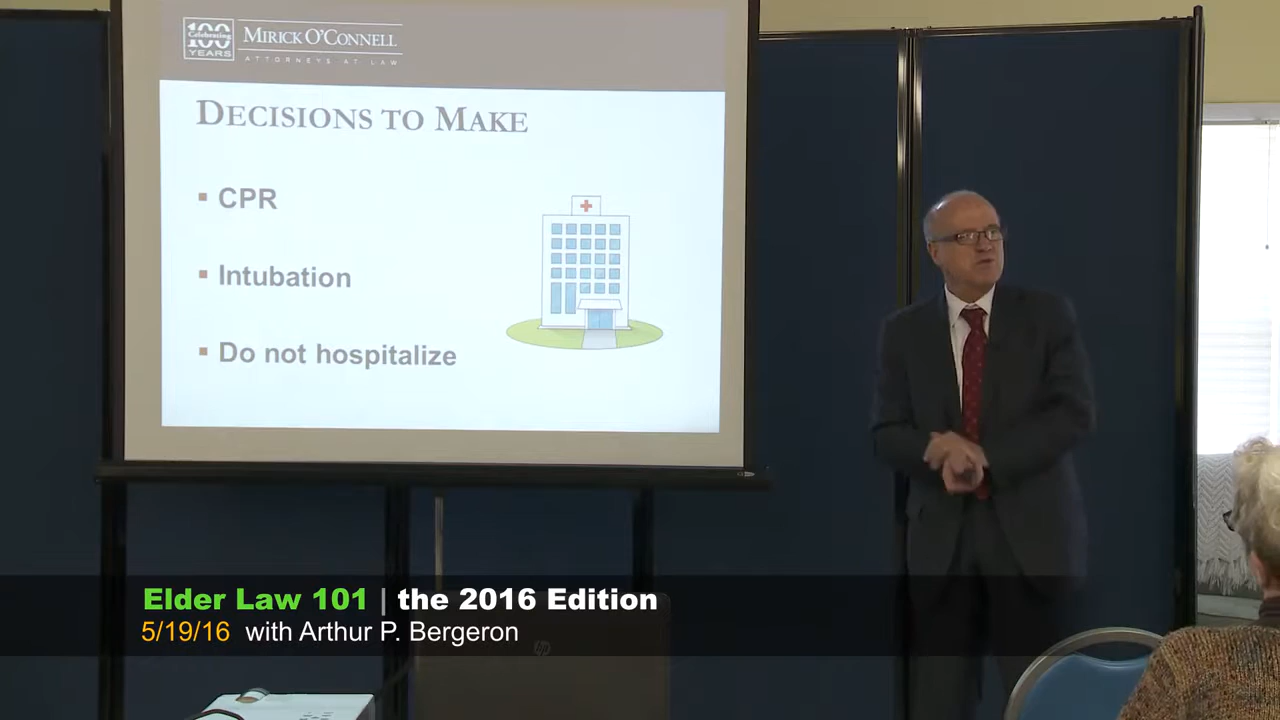 Celebrating
100
YEARS
MIRICK O'CONNELL
ATTORNEYS AT LAW
DECISIONS TO MAKE
▪ CPR
▪ Intubation
▪ Do not hospitalize
Elder Law 101 | the 2016 Edition
5/19/16 with Arthur P. Bergeron
hp